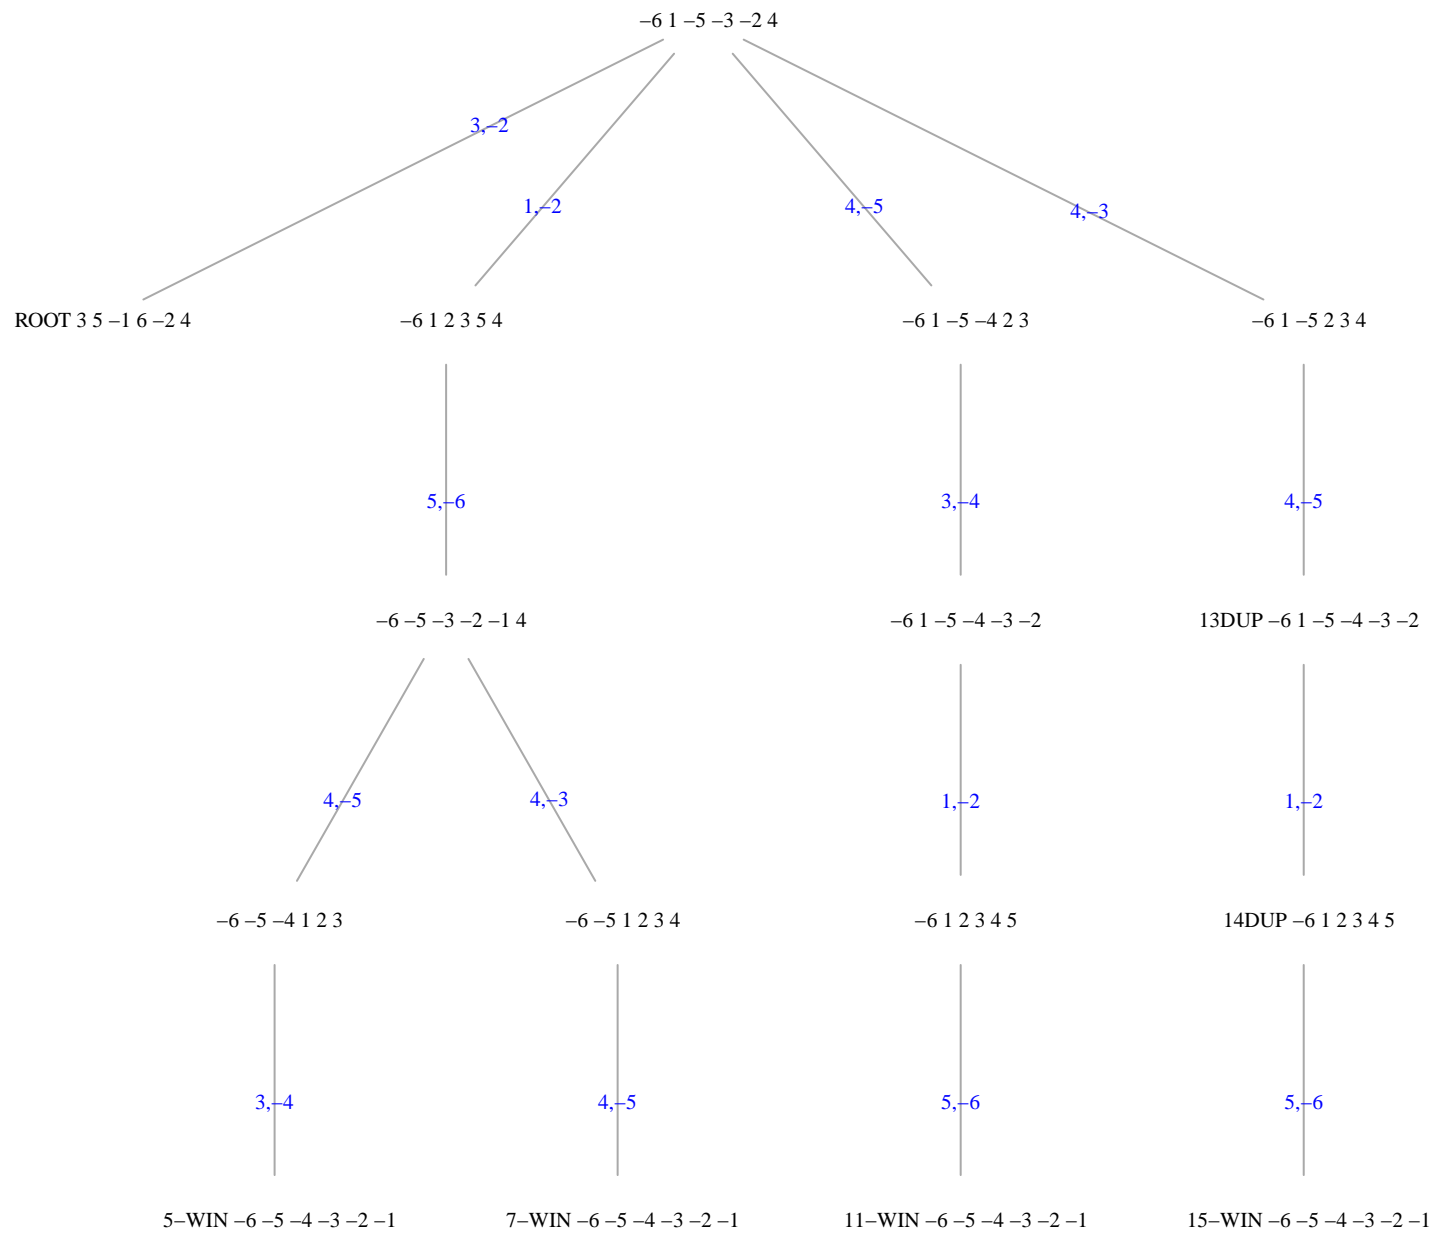 −6 1 −5 −3 −2 4
3,−2
1,−2
4,−5
4,−3
ROOT 3 5 −1 6 −2 4
−6 1 2 3 5 4
−6 1 −5 −4 2 3
−6 1 −5 2 3 4
5,−6
3,−4
4,−5
−6 −5 −3 −2 −1 4
−6 1 −5 −4 −3 −2
13DUP −6 1 −5 −4 −3 −2
4,−5
4,−3
1,−2
1,−2
−6 −5 −4 1 2 3
−6 −5 1 2 3 4
−6 1 2 3 4 5
14DUP −6 1 2 3 4 5
3,−4
4,−5
5,−6
5,−6
5−WIN −6 −5 −4 −3 −2 −1
7−WIN −6 −5 −4 −3 −2 −1
11−WIN −6 −5 −4 −3 −2 −1
15−WIN −6 −5 −4 −3 −2 −1